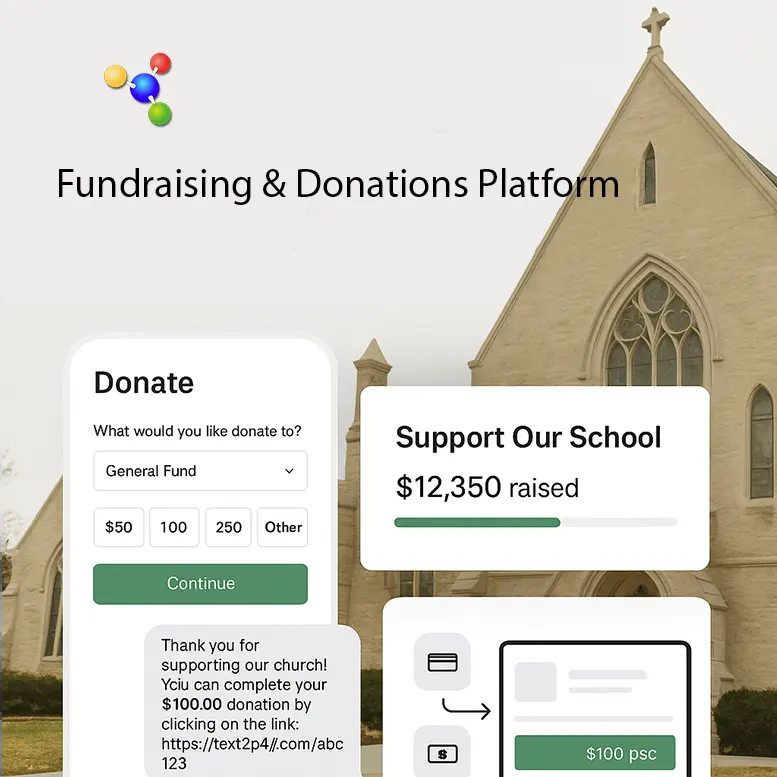 Fundraising & Donations Platform
Donate
What would you like donate to?
General Fund
$50 100 250 Other
Continue
Thank you for
supporting our church!
Yciu can complete your
$100.00 donation by
clicking on the link:
https://text2p4//.com/abc
123
Support Our School
$12,350 raised
$
$100 psc